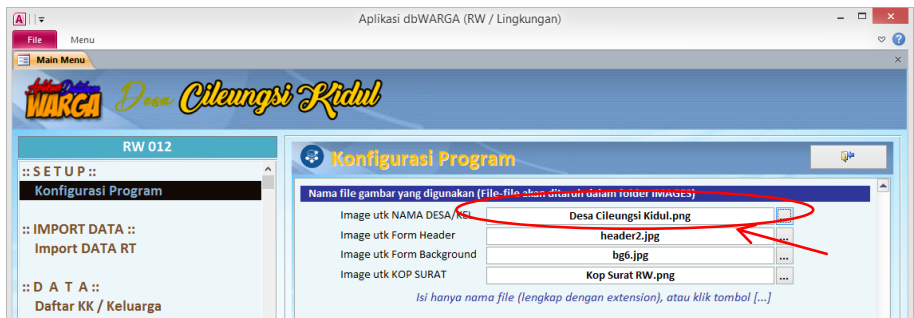 Aplikasi dbWARGA (RW / Lingkungan)
File Menu
Main Menu
Aplikasi Database
WARGA Desa Cileungsi Kidul
RW 012
:: S E T U P ::
Konfigurasi Program
:: IMPORT DATA ::
Import DATA RT
:: D A T A ::
Daftar KK / Keluarga
Konfigurasi Program
Nama file gambar yang digunakan (File-file akan ditaruh dalam folder IMAGES)
Image utk NAMA DESA/KEL Desa Cileungsi Kidul.png ...
Image utk Form Header header2.jpg ...
Image utk Form Background bg6.jpg ...
Image utk KOP SURAT Kop Surat RW.png ...
Isi hanya nama file (lengkap dengan extension), atau klik tombol [...]